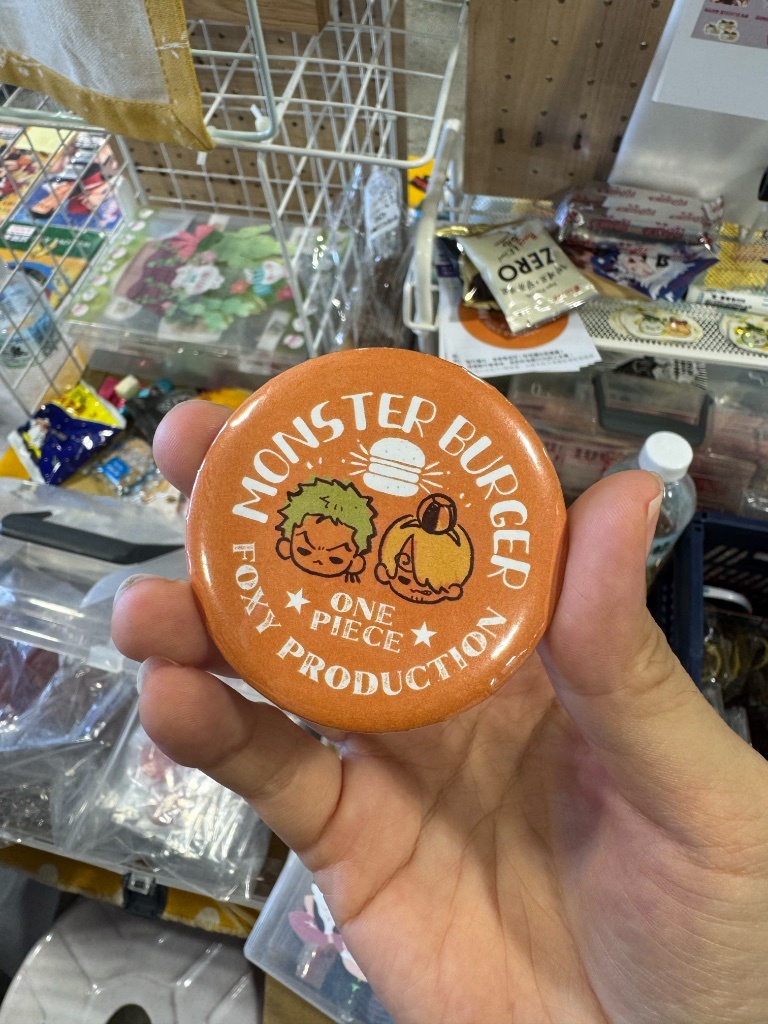 MONSTER BURGER
ONE
PIECE
FOXY PRODUCTION
ZERO